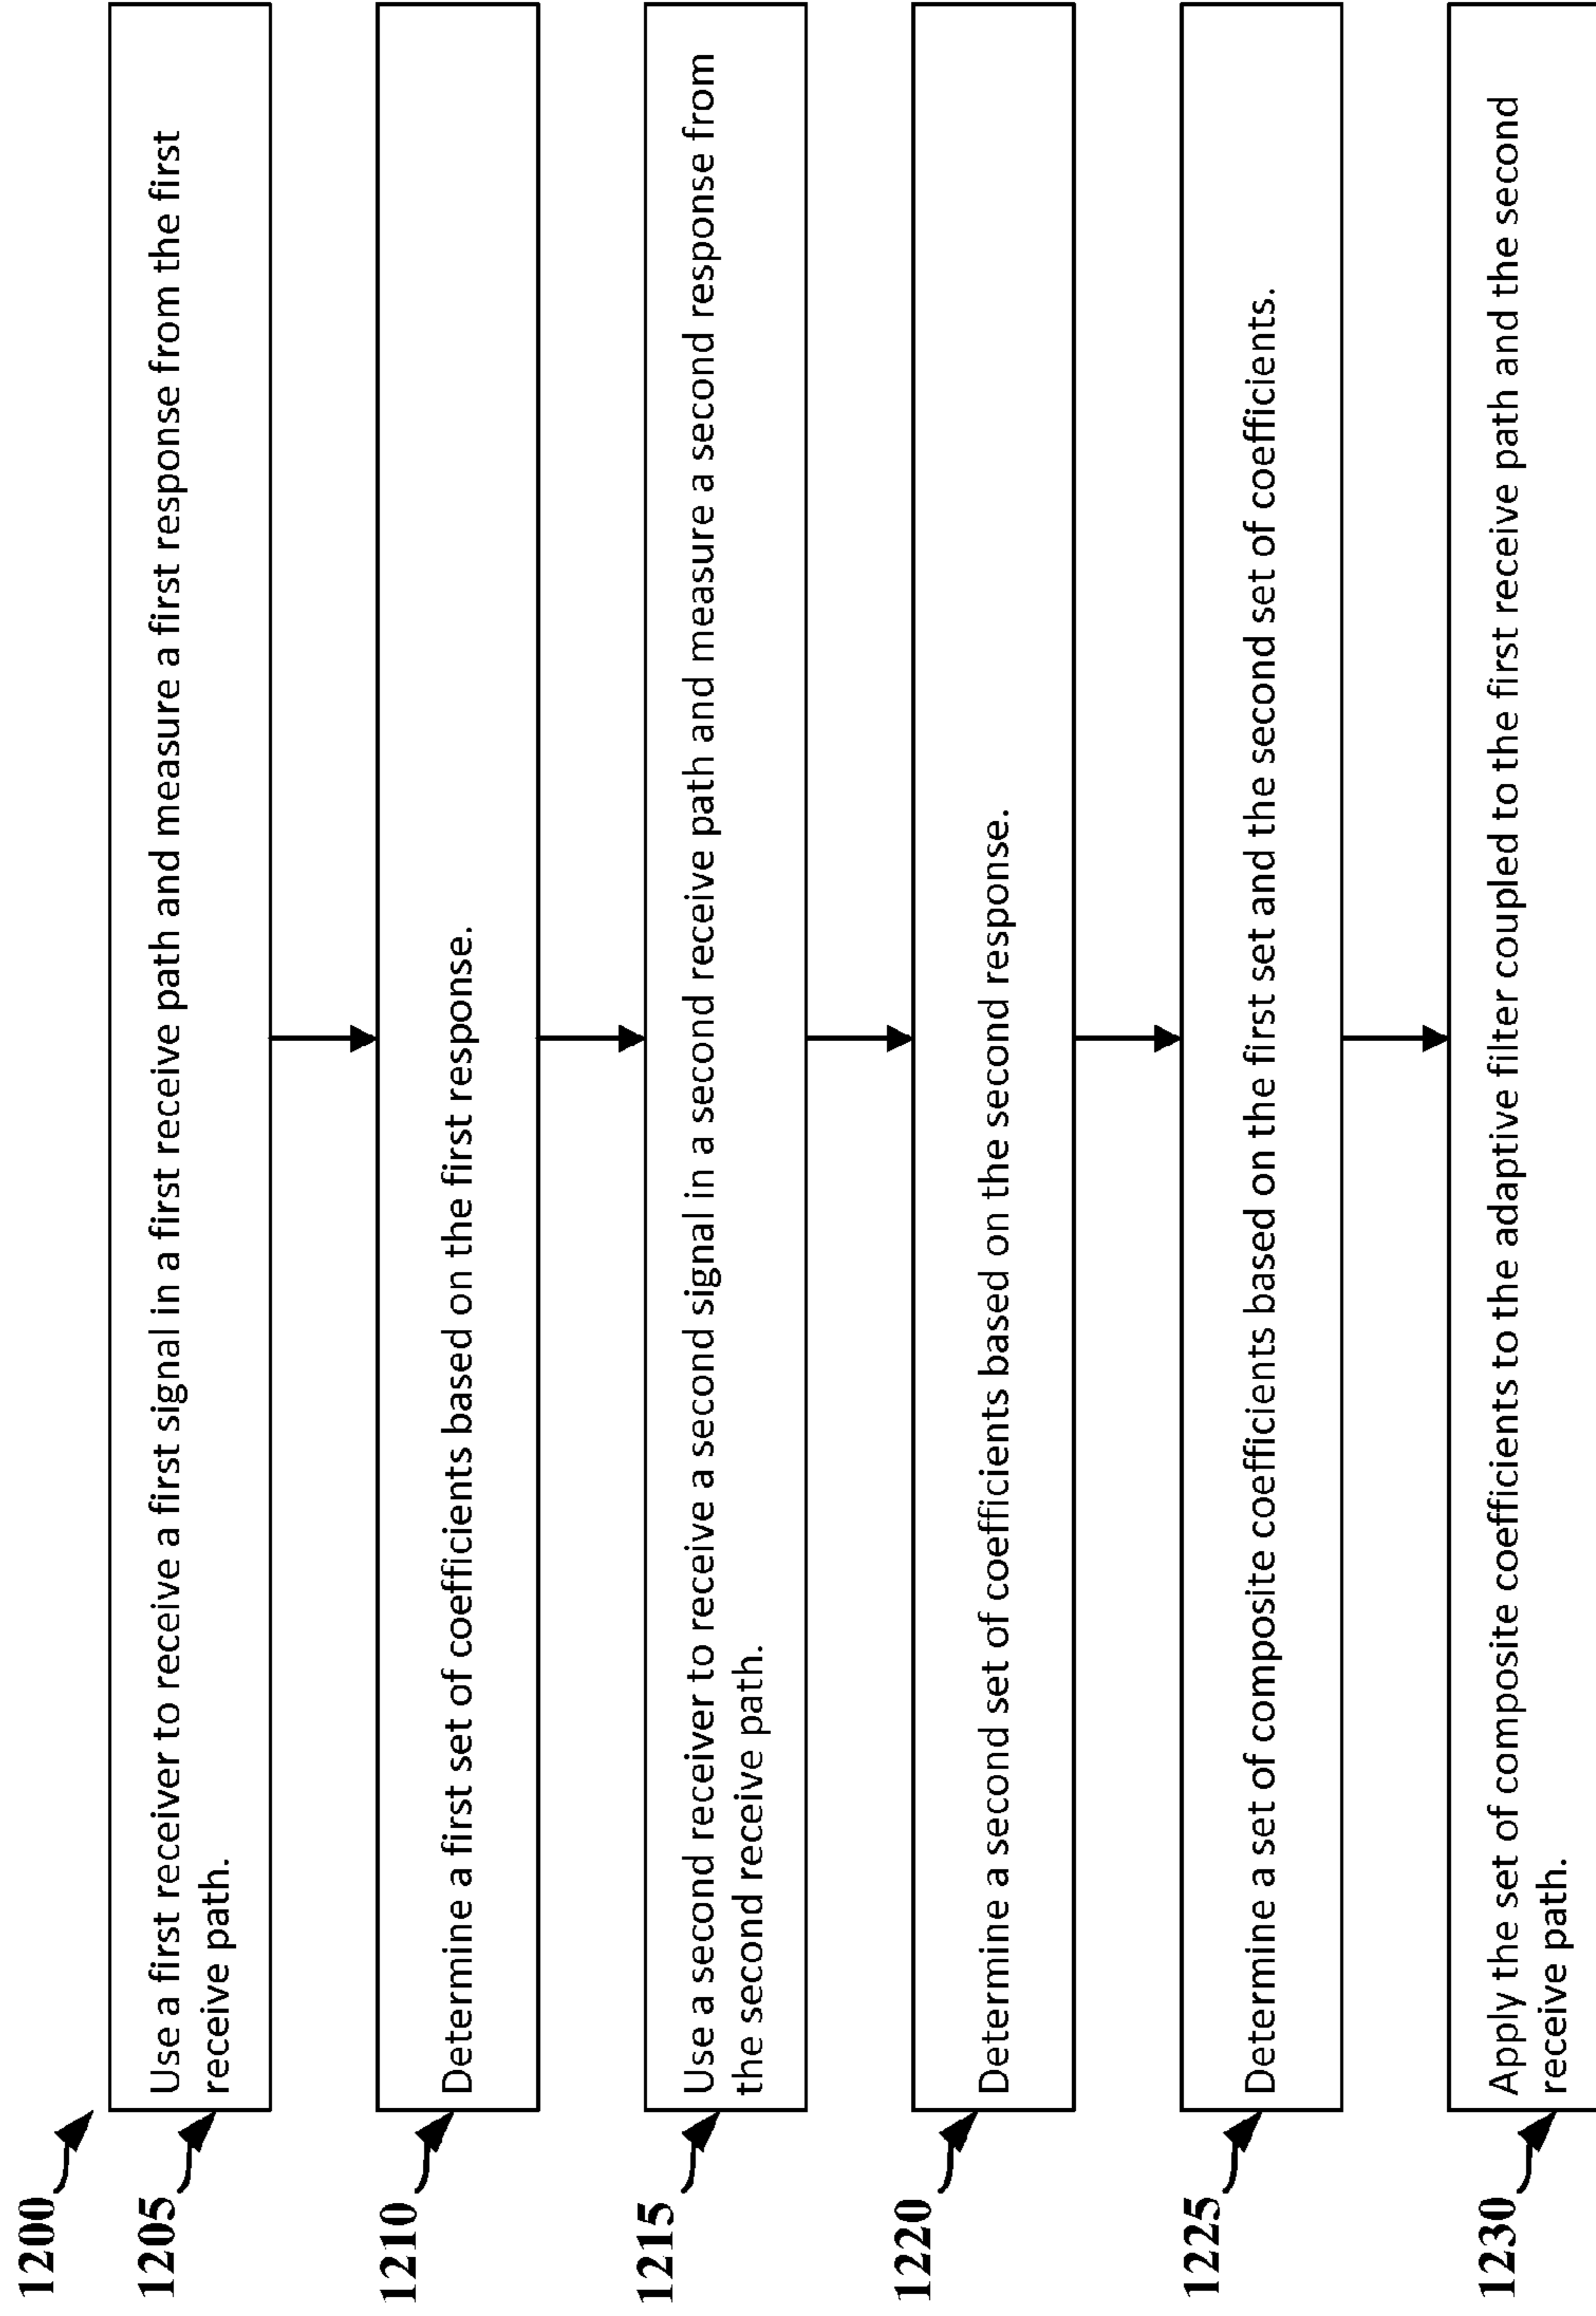 1200
1205
Use a first receiver to receive a first signal in a first receive path and measure a first response from the first
receive path.
1210
Determine a first set of coefficients based on the first response.
1215
Use a second receiver to receive a second signal in a second receive path and measure a second response from
the second receive path.
1220
Determine a second set of coefficients based on the second response.
1225
Determine a set of composite coefficients based on the first set and the second set of coefficients.
1230
Apply the set of composite coefficients to the adaptive filter coupled to the first receive path and the second
receive path.